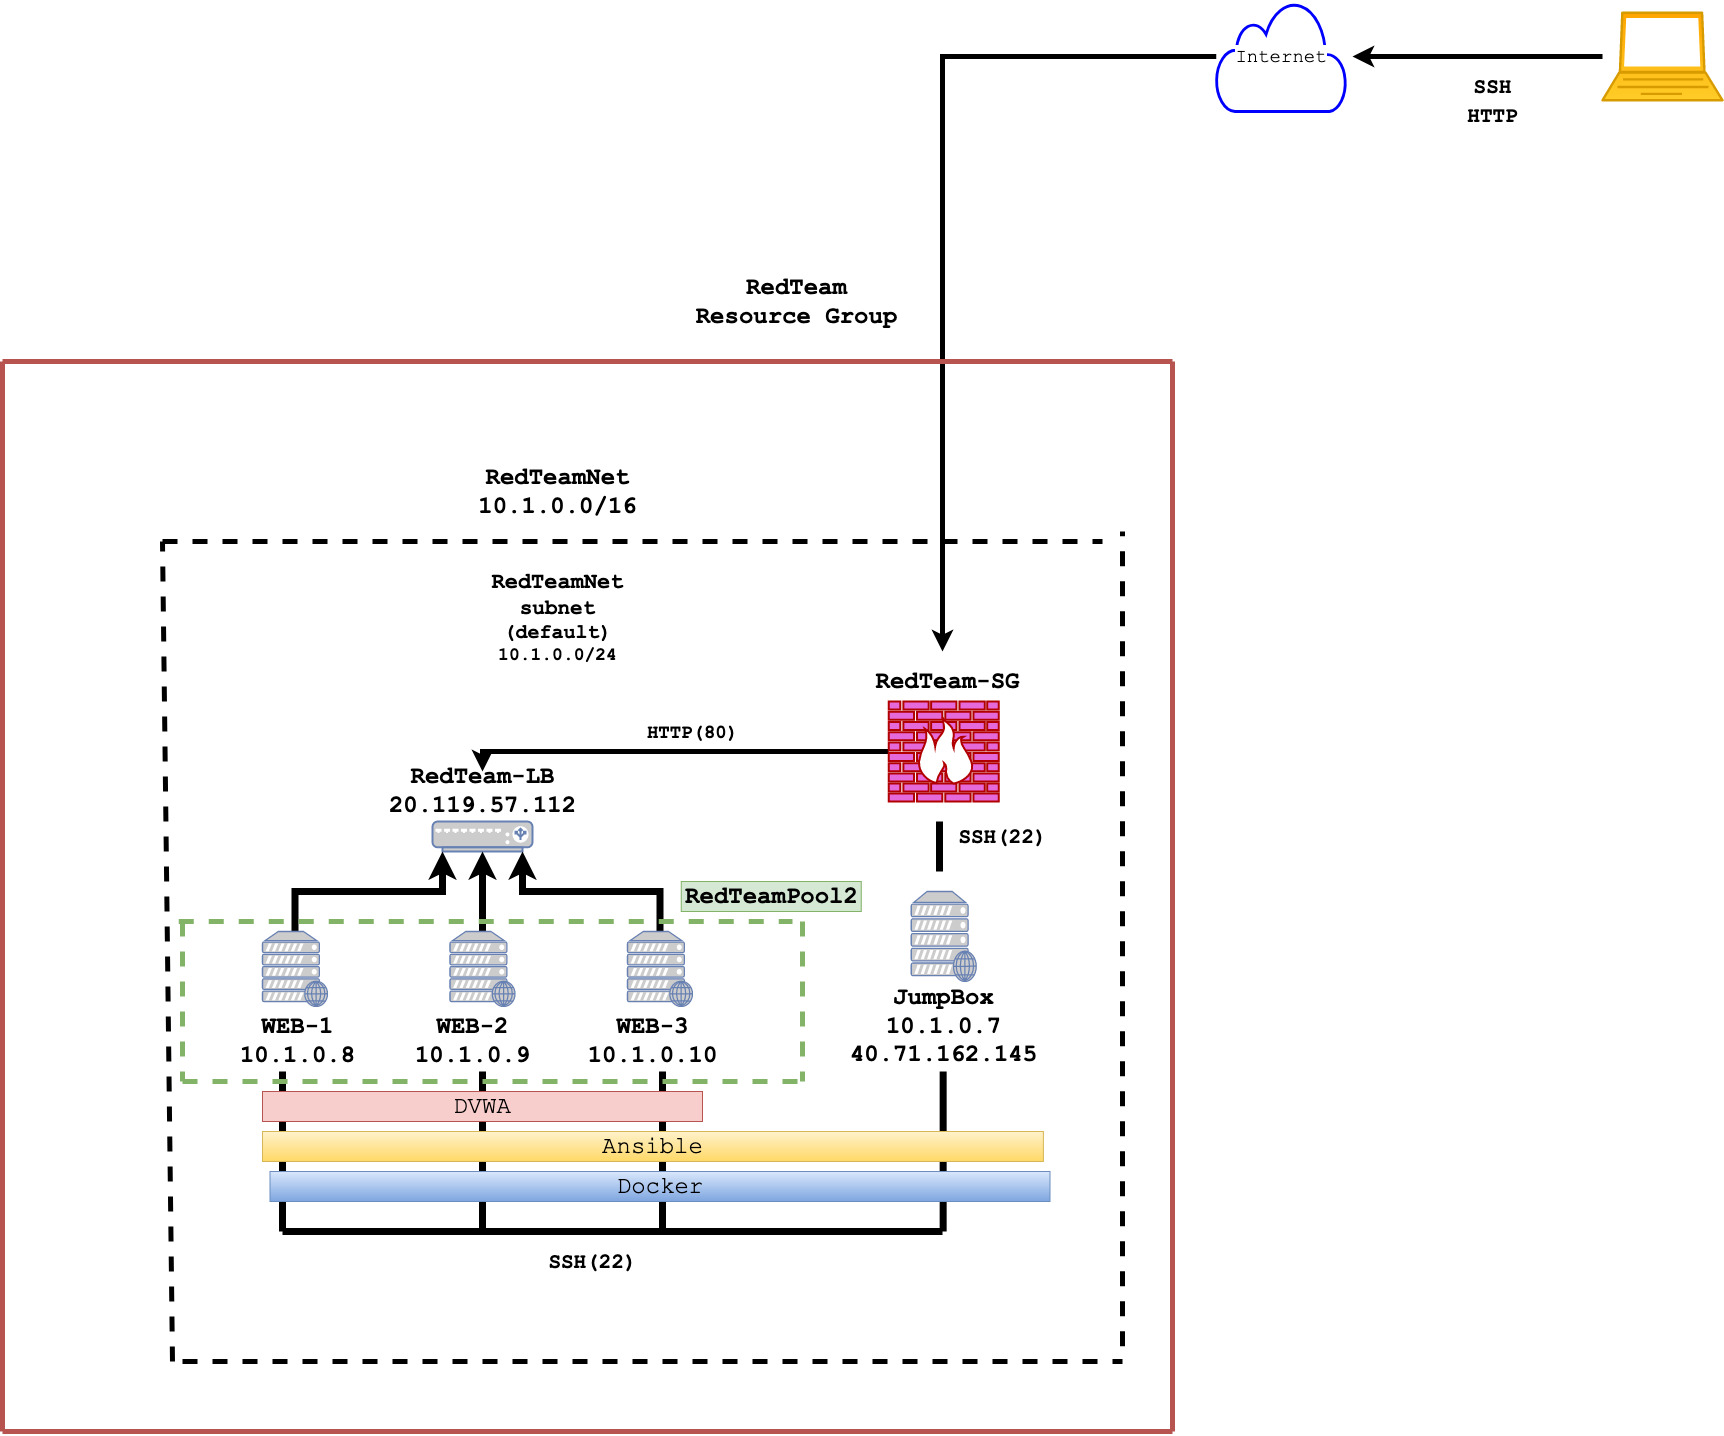 Internet
SSH
HTTP
RedTeam
Resource Group
RedTeamNet
10.1.0.0/16
RedTeamNet
subnet
(default)
10.1.0.0/24
RedTeam-SG
HTTP(80)
RedTeam-LB
20.119.57.112
SSH(22)
RedTeamPool2
WEB-1
10.1.0.8
WEB-2
10.1.0.9
WEB-3
10.1.0.10
JumpBox
10.1.0.7
40.71.162.145
DVWA
Ansible
Docker
SSH(22)